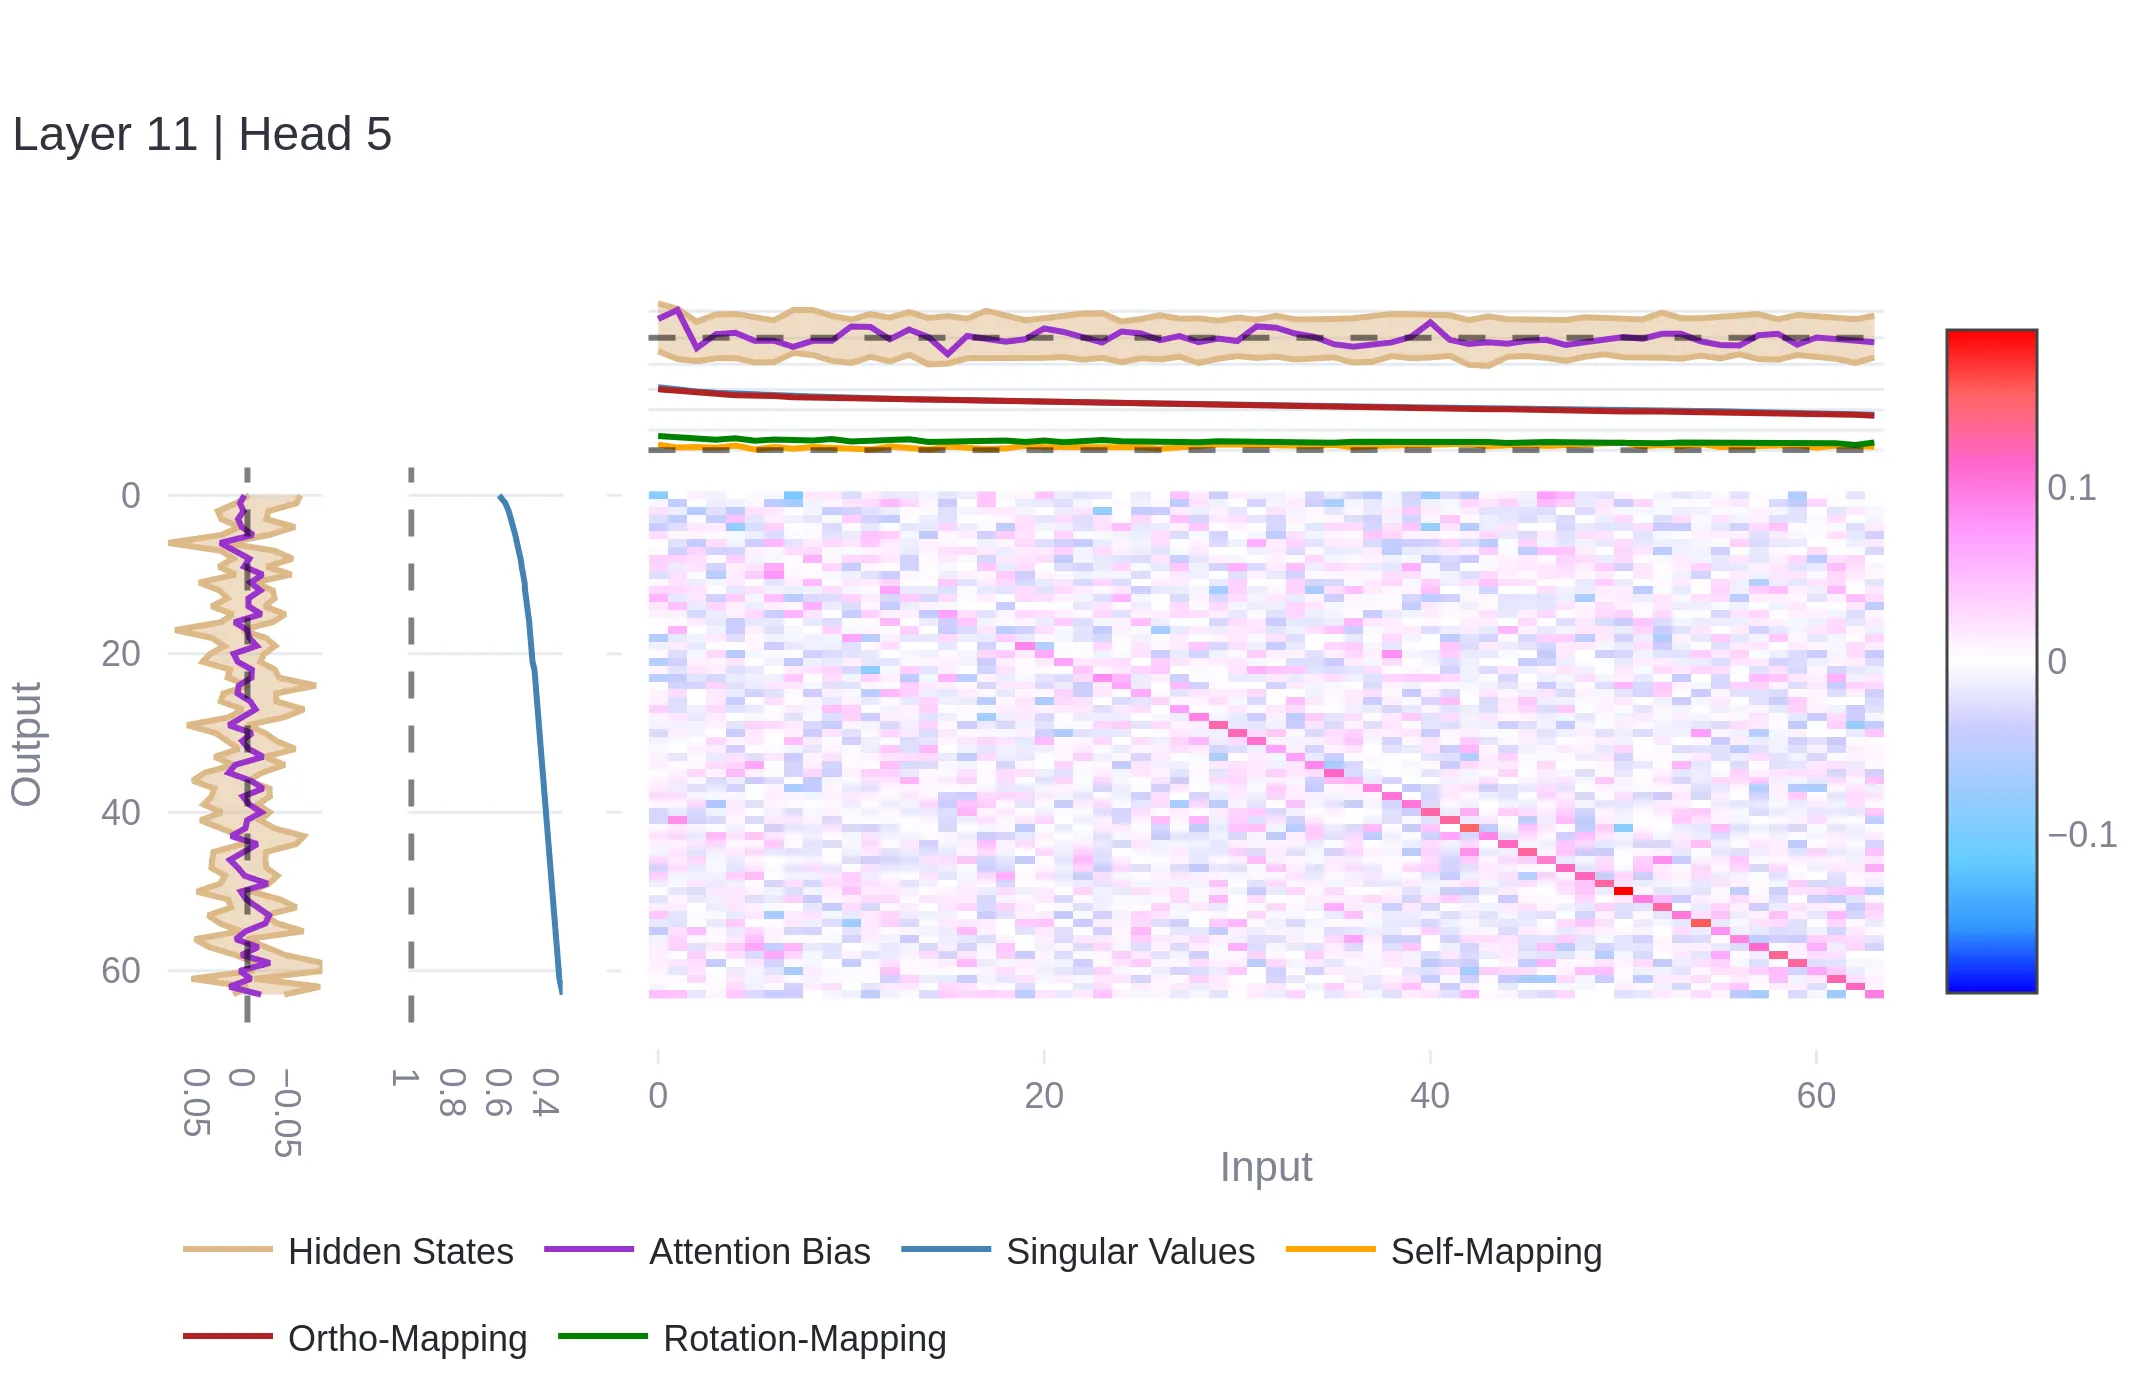 Layer 11 | Head 5
0
20
40
60
Output
0.05
0
−0.05
1
0.8
0.6
0.4
0
20
40
60
Input
0.1
0
−0.1
Hidden States
Attention Bias
Singular Values
Self-Mapping
Ortho-Mapping
Rotation-Mapping